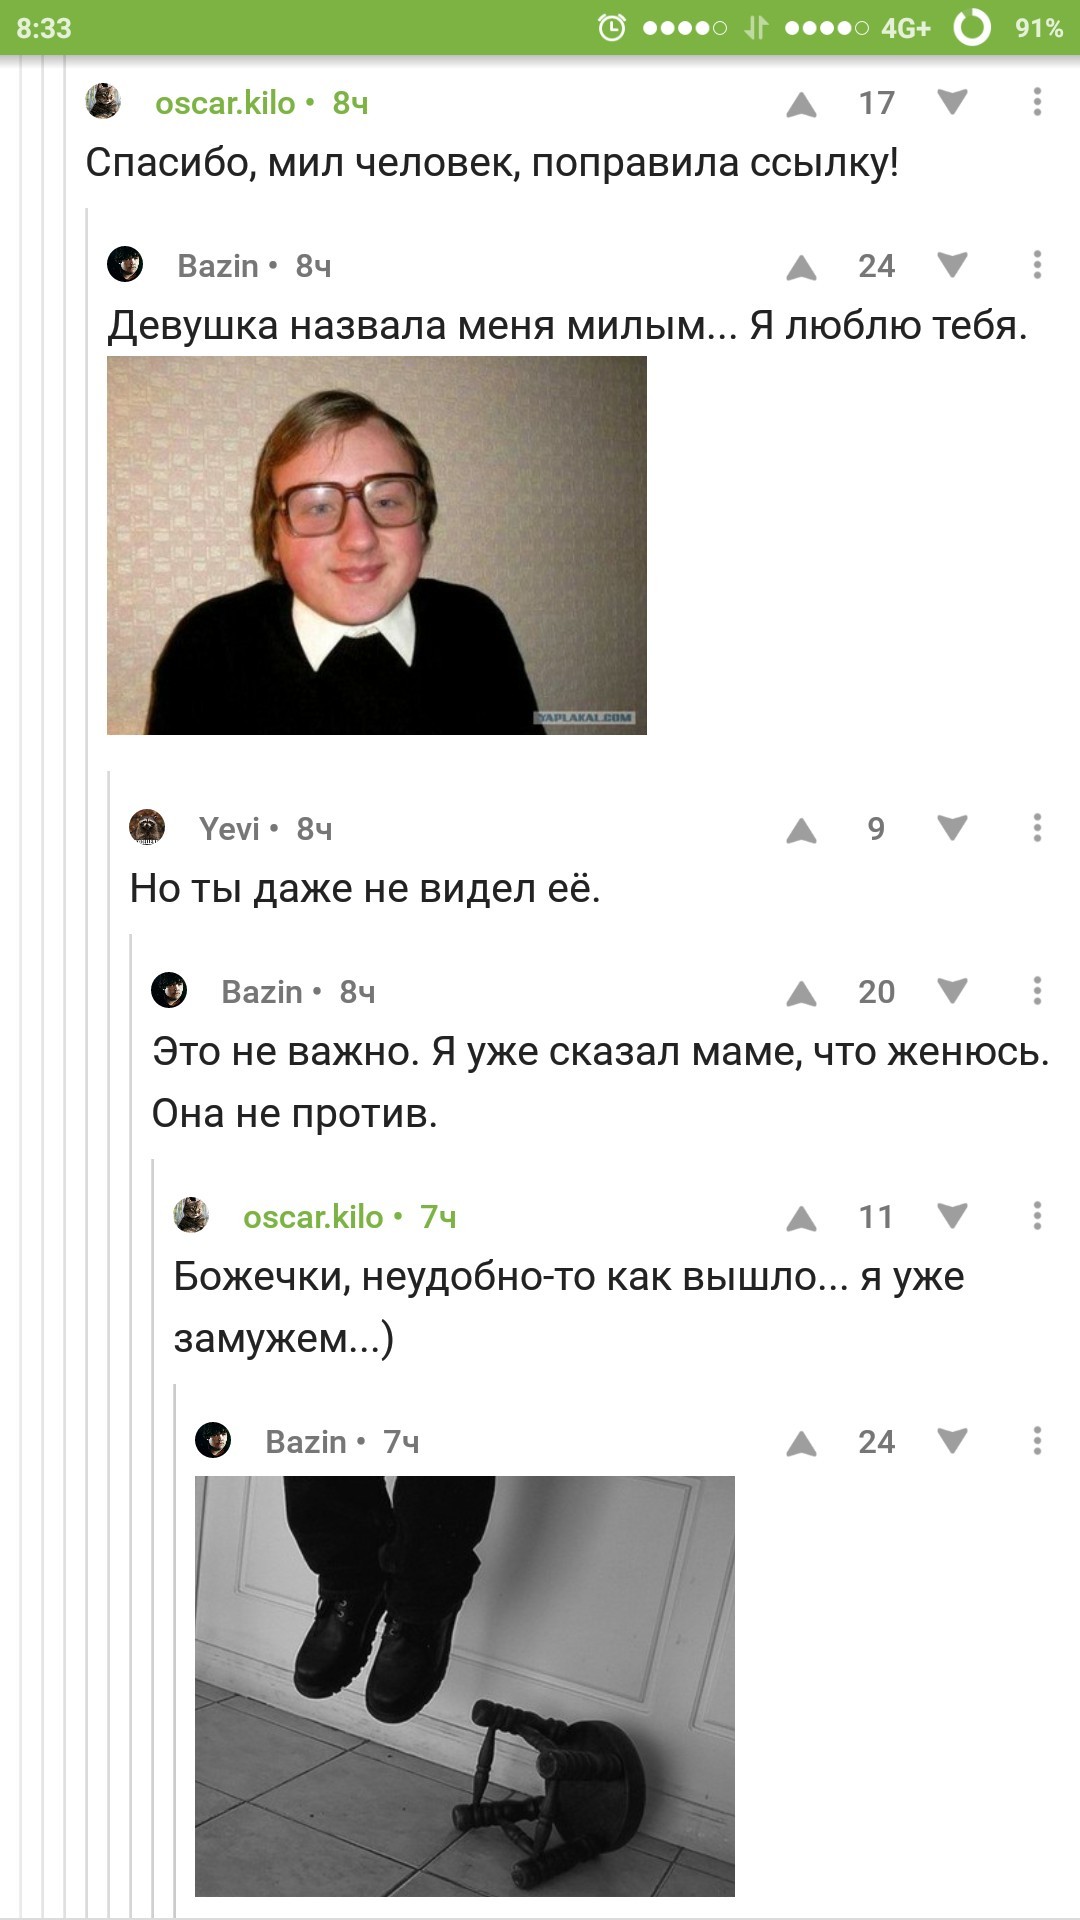 8:33 4G+ 91%
oscar.kilo • 8ч 17
Спасибо, мил человек, поправила ссылку!
Bazin • 8ч 24
Девушка назвала меня милым... Я люблю тебя.
YAPLAKAL.COM
Yevi • 8ч 9
Но ты даже не видел её.
Bazin • 8ч 20
Это не важно. Я уже сказал маме, что женюсь.
Она не против.
oscar.kilo • 7ч 11
Божечки, неудобно-то как вышло... я уже
замужем...)
Bazin • 7ч 24